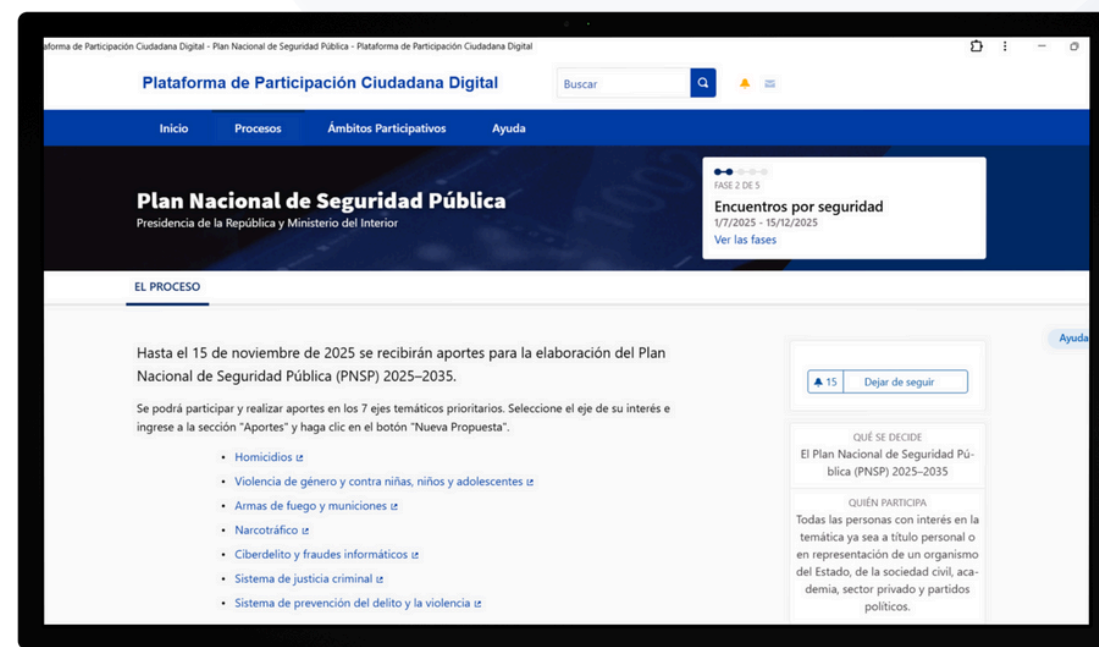 aforma de Participación Ciudadana Digital - Plan Nacional de Seguridad Pública - Plataforma de Participación Ciudadana Digital
Plataforma de Participación Ciudadana Digital
Buscar
Inicio Procesos Ámbitos Participativos Ayuda
Plan Nacional de Seguridad Pública
Presidencia de la República y Ministerio del Interior
FASE 2 DE 5
Encuentros por seguridad
1/7/2025 - 15/12/2025
Ver las fases
EL PROCESO
Ayuda
Hasta el 15 de noviembre de 2025 se recibirán aportes para la elaboración del Plan
Nacional de Seguridad Pública (PNSP) 2025–2035.
Se podrá participar y realizar aportes en los 7 ejes temáticos prioritarios. Seleccione el eje de su interés e
ingrese a la sección "Aportes" y haga clic en el botón "Nueva Propuesta".
• Homicidios
• Violencia de género y contra niñas, niños y adolescentes
• Armas de fuego y municiones
• Narcotráfico
• Ciberdelito y fraudes informáticos
• Sistema de justicia criminal
• Sistema de prevención del delito y la violencia
15 Dejar de seguir
QUÉ SE DECIDE
El Plan Nacional de Seguridad Pú-
blica (PNSP) 2025–2035
QUIÉN PARTICIPA
Todas las personas con interés en la
temática ya sea a título personal o
en representación de un organismo
del Estado, de la sociedad civil, aca-
demia, sector privado y partidos
políticos.